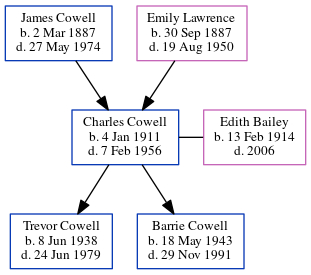 James Cowell
b. 2 Mar 1887
d. 27 May 1974
Emily Lawrence
b. 30 Sep 1887
d. 19 Aug 1950
Charles Cowell
b. 4 Jan 1911
d. 7 Feb 1956
Edith Bailey
b. 13 Feb 1914
d. 2006
Trevor Cowell
b. 8 Jun 1938
d. 24 Jun 1979
Barrie Cowell
b. 18 May 1943
d. 29 Nov 1991